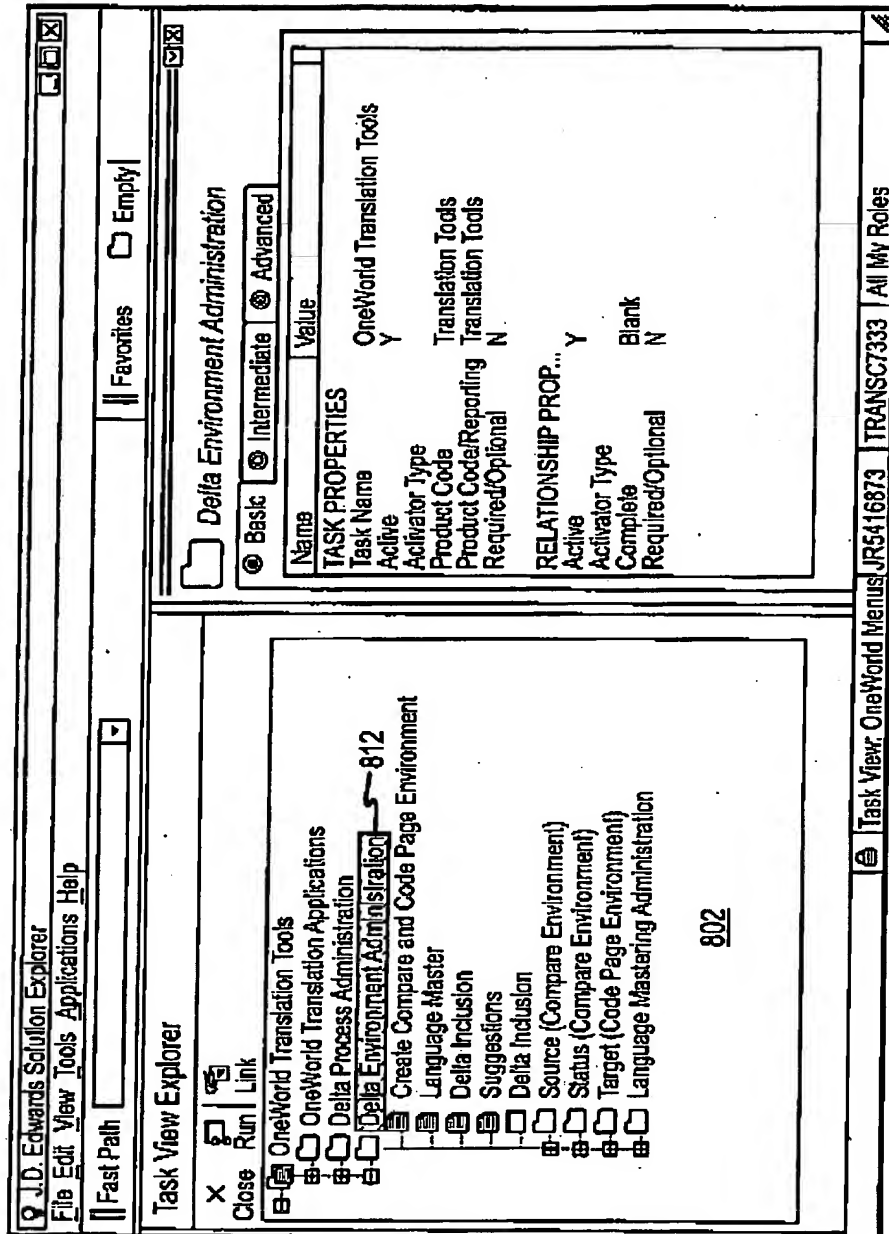 J.D. Edwards Solution Explorer
File Edit View Tools Applications Help
Fast Path
Favorites Empty
Task View Explorer
Close Run Link
OneWorld Translation Tools
OneWorld Translation Applications
Delta Process Administration
Delta Environment Administration 812
Create Compare and Code Page Environment
Language Master
Delta Inclusion
Suggestions
Delta Inclusion
Source (Compare Environment)
Status (Compare Environment)
Target (Code Page Environment)
Language Mastering Administration
802
Delta Environment Administration
Basic Intermediate Advanced
Name Value
TASK PROPERTIES
Task Name OneWorld Translation Tools
Active Y
Activator Type
Product Code Translation Tools
Product Code/Reporting Translation Tools
Required/Optional N
RELATIONSHIP PROP...
Active Y
Activator Type
Complete Blank
Required/Optional N
Task View: OneWorld Menus JR5416873 TRANSC7333 All My Roles